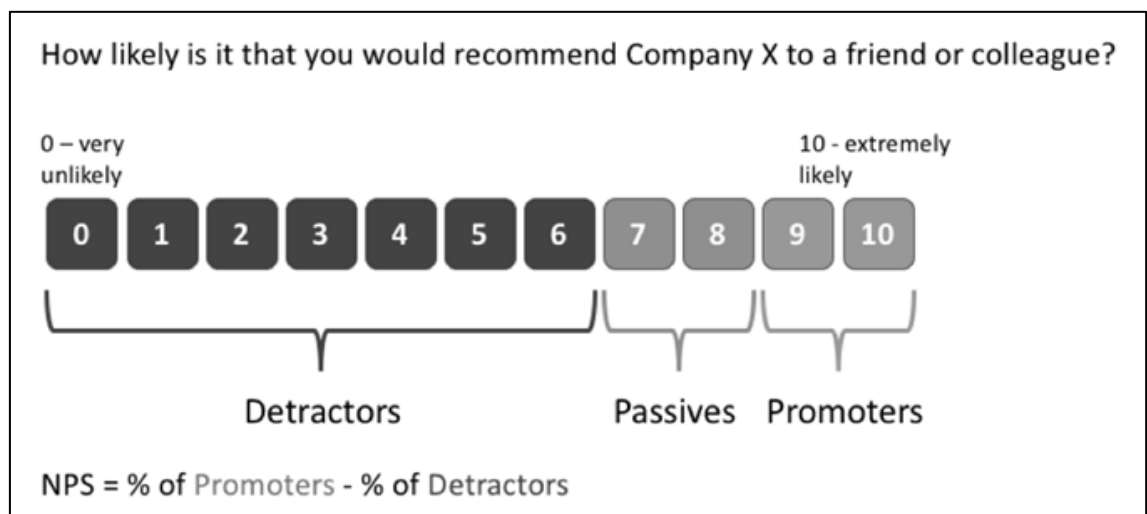 How likely is it that you would recommend Company X to a friend or colleague?
0 – very
unlikely
10 - extremely
likely
0 1 2 3 4 5 6 7 8 9 10
Detractors Passives Promoters
NPS = % of Promoters - % of Detractors